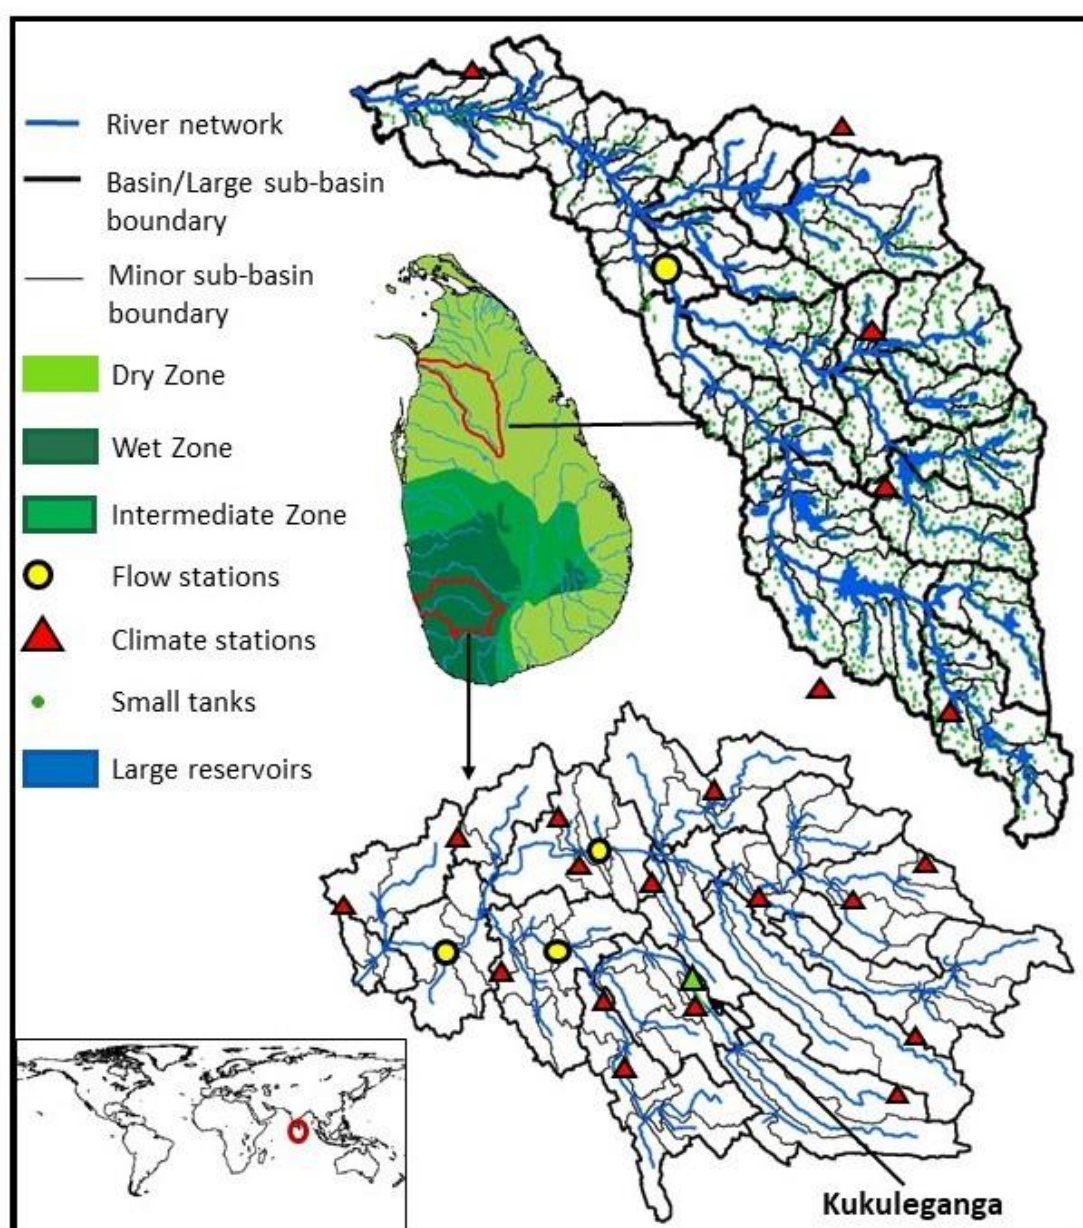 River network
Basin/Large sub-basin
boundary
Minor sub-basin
boundary
Dry Zone
Wet Zone
Intermediate Zone
Flow stations
Climate stations
Small tanks
Large reservoirs
Kukuleganga